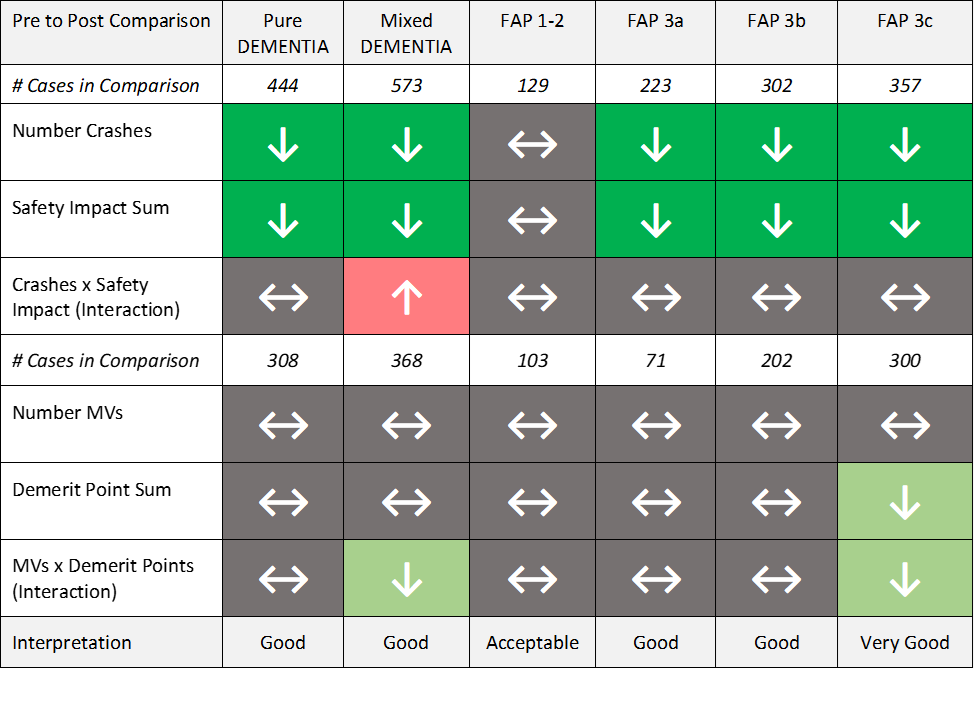 Pre to Post Comparison
Pure
DEMENTIA
Mixed
DEMENTIA
FAP 1-2
FAP 3a
FAP 3b
FAP 3c
# Cases in Comparison
444
573
129
223
302
357
Number Crashes
↓
↓
↔
↓
↓
↓
Safety Impact Sum
↓
↓
↔
↓
↓
↓
Crashes x Safety
Impact (Interaction)
↔
↑
↔
↔
↔
↔
# Cases in Comparison
308
368
103
71
202
300
Number MVs
↔
↔
↔
↔
↔
↔
Demerit Point Sum
↔
↔
↔
↔
↔
↓
MVs x Demerit Points
(Interaction)
↔
↓
↔
↔
↔
↓
Interpretation
Good
Good
Acceptable
Good
Good
Very Good